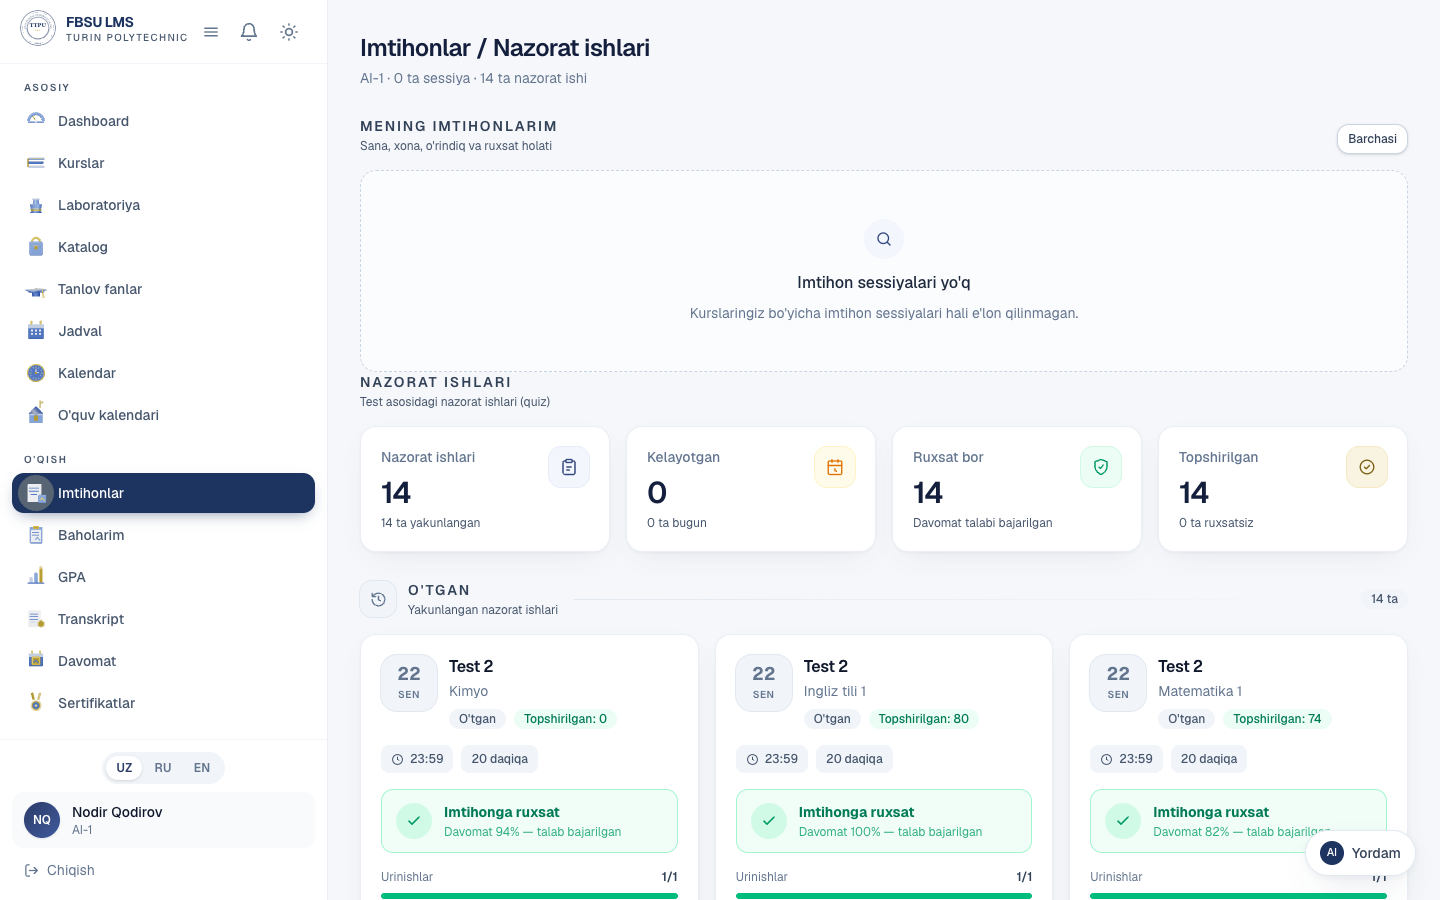 TTPU
FBSU LMS
TURIN POLYTECHNIC
ASOSIY
Dashboard
Kurslar
Laboratoriya
Katalog
Tanlov fanlar
Jadval
Kalendar
O'quv kalendari
O'QISH
Imtihonlar
Baholarim
GPA
Transkript
Davomat
Sertifikatlar
UZ RU EN
NQ
Nodir Qodirov
AI-1
Chiqish
Imtihonlar / Nazorat ishlari
AI-1 · 0 ta sessiya · 14 ta nazorat ishi
MENING IMTIHONLARIM
Sana, xona, o'rindiq va ruxsat holati
Barchasi
Imtihon sessiyalari yo'q
Kurslaringiz bo'yicha imtihon sessiyalari hali e'lon qilinmagan.
NAZORAT ISHLARI
Test asosidagi nazorat ishlari (quiz)
Nazorat ishlari
14
14 ta yakunlangan
Kelayotgan
0
0 ta bugun
Ruxsat bor
14
Davomat talabi bajarilgan
Topshirilgan
14
0 ta ruxsatsiz
O'TGAN
Yakunlangan nazorat ishlari
14 ta
22
SEN
Test 2
Kimyo
O'tgan Topshirilgan: 0
23:59 20 daqiqa
Imtihonga ruxsat
Davomat 94% — talab bajarilgan
Urinishlar 1/1
22
SEN
Test 2
Ingliz tili 1
O'tgan Topshirilgan: 80
23:59 20 daqiqa
Imtihonga ruxsat
Davomat 100% — talab bajarilgan
Urinishlar 1/1
22
SEN
Test 2
Matematika 1
O'tgan Topshirilgan: 74
23:59 20 daqiqa
Imtihonga ruxsat
Davomat 82% — talab bajarilgan
Urinishlar 1/1
AI Yordam